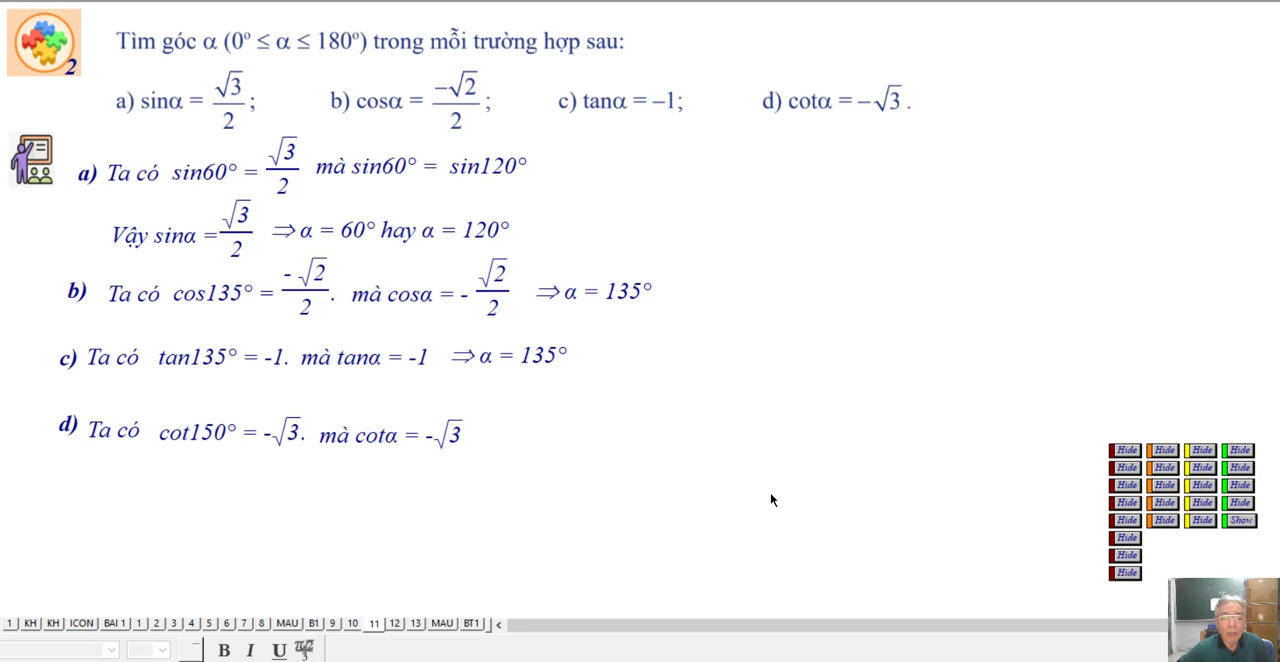 2
Tìm góc α (0º ≤ α ≤ 180º) trong mỗi trường hợp sau:
a) sinα = √3/2; b) cosα = −√2/2; c) tanα = −1; d) cotα = −√3.
a) Ta có sin60° = √3/2 mà sin60° = sin120°
Vậy sinα = √3/2 ⇒ α = 60° hay α = 120°
b) Ta có cos135° = -√2/2. mà cosα = -√2/2 ⇒ α = 135°
c) Ta có tan135° = -1. mà tanα = -1 ⇒ α = 135°
d) Ta có cot150° = -√3. mà cotα = -√3
Hide Hide Hide Hide
Hide Hide Hide Hide
Hide Hide Hide Hide
Hide Hide Hide Hide
Hide Hide Hide Show
Hide
Hide
Hide
1 KH KH ICON BAI 1 1 2 3 4 5 6 7 8 MAU B1 9 10 11 12 13 MAU BT1 <
B I U